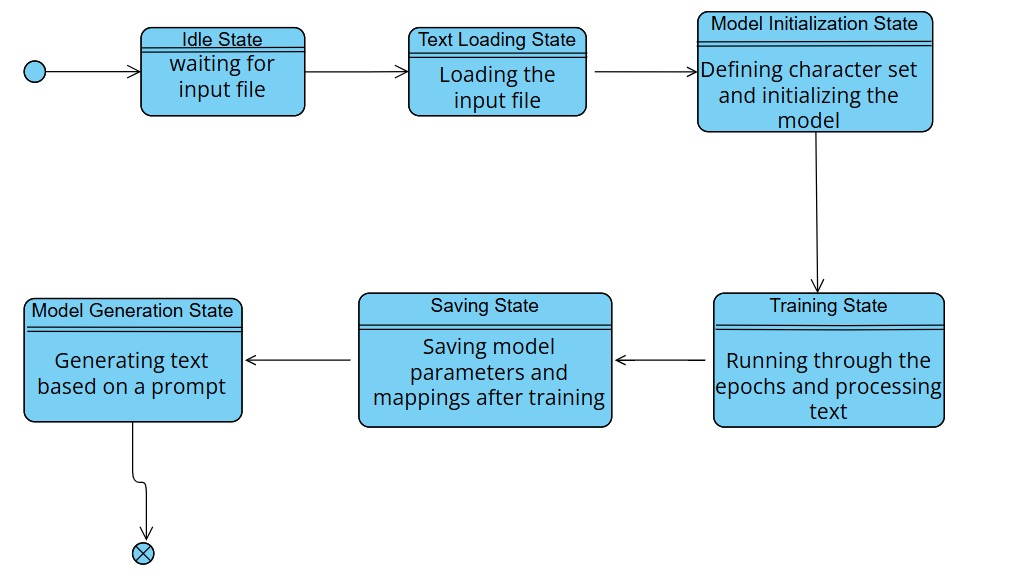 Idle State
waiting for
input file
Text Loading State
Loading the
input file
Model Initialization State
Defining character set
and initializing the
model
Model Generation State
Generating text
based on a prompt
Saving State
Saving model
parameters and
mappings after training
Training State
Running through the
epochs and processing
text